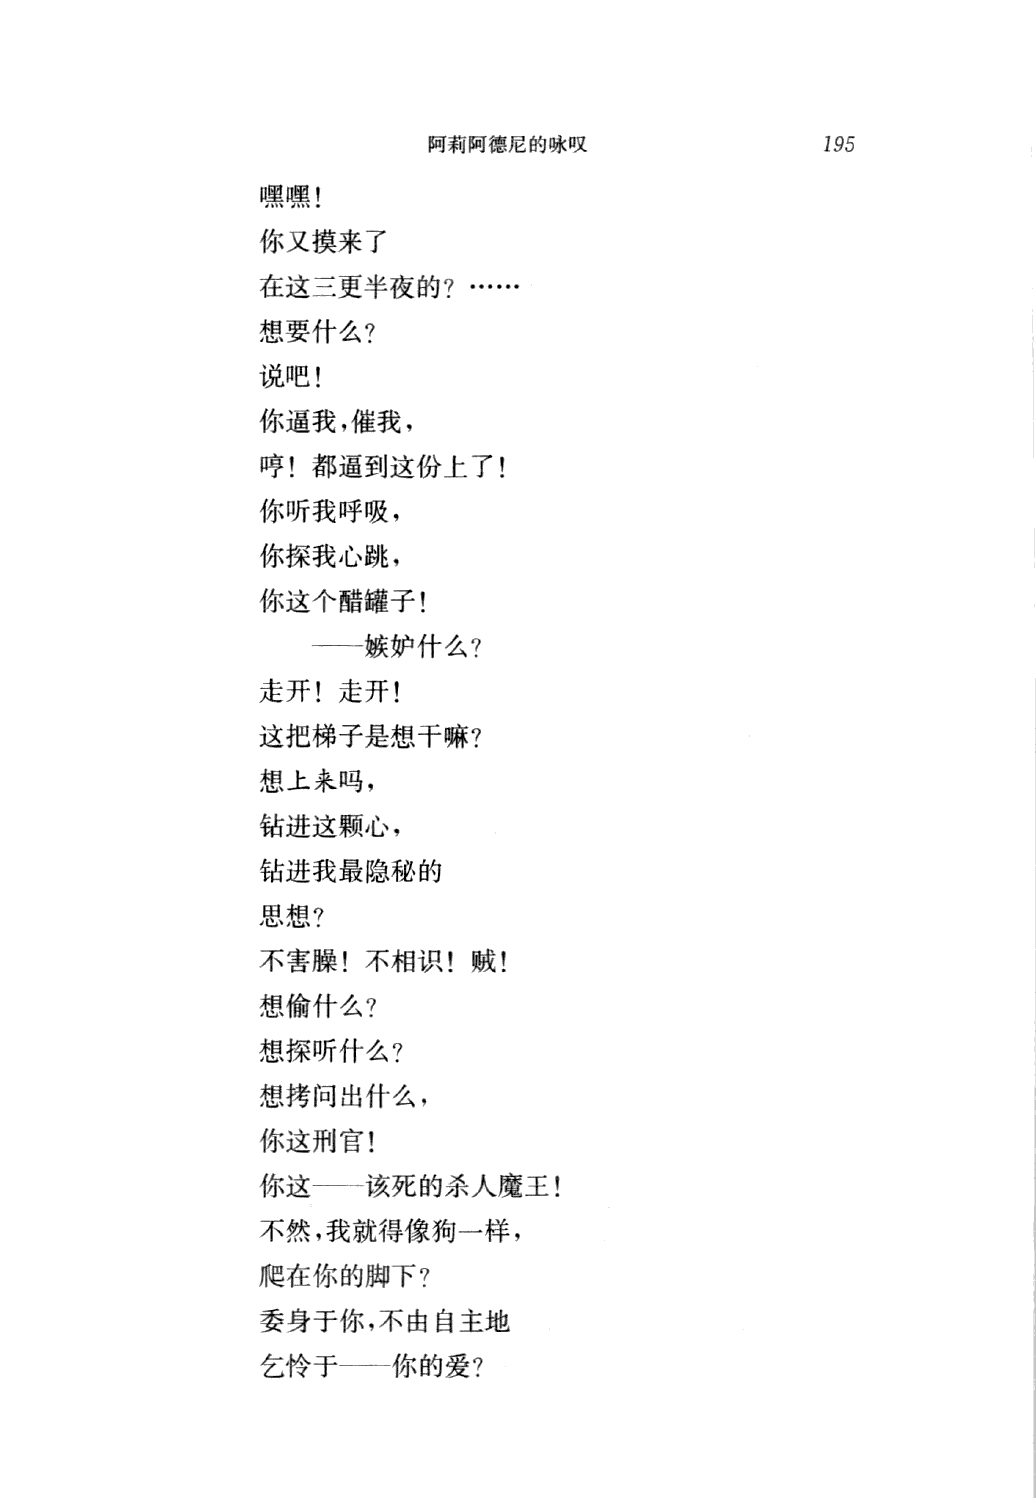 阿莉阿德尼的咏叹 195
嘿嘿！
你又摸来了
在这三更半夜的？……
想要什么？
说吧！
你逼我，催我，
哼！都逼到这份上了！
你听我呼吸，
你探我心跳，
你这个醋罐子！
——嫉妒什么？
走开！走开！
这把梯子是想干嘛？
想上来吗，
钻进这颗心，
钻进我最隐秘的
思想？
不害臊！不相识！贼！
想偷什么？
想探听什么？
想拷问出什么，
你这刑官！
你这——该死的杀人魔王！
不然，我就得像狗一样，
爬在你的脚下？
委身于你，不由自主地
乞怜于——你的爱？